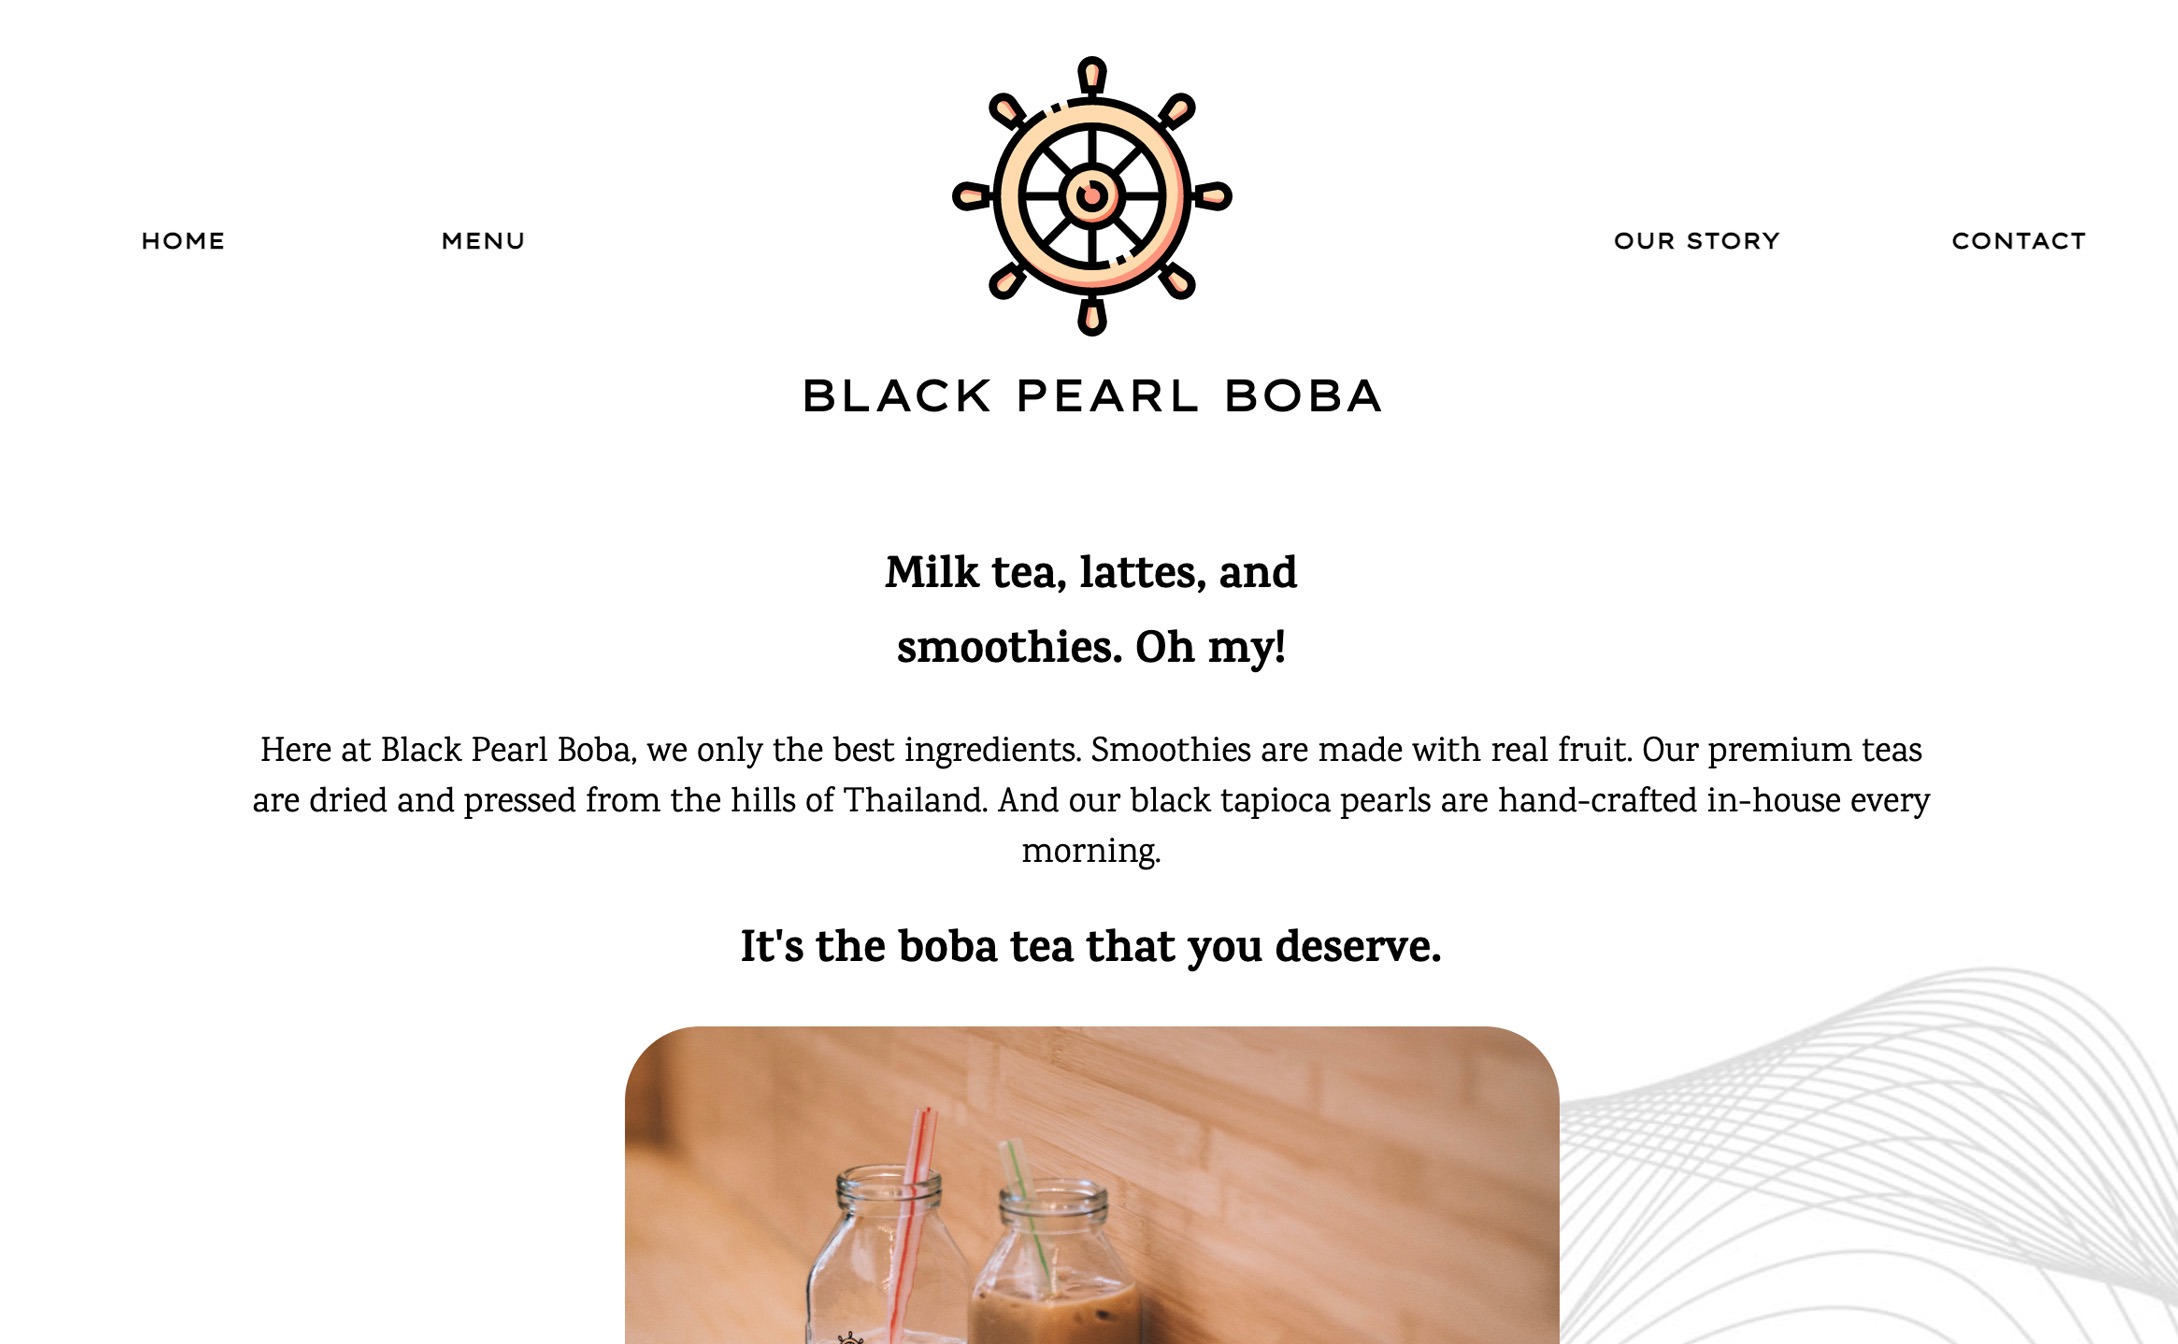 HOME
MENU
OUR STORY
CONTACT
BLACK PEARL BOBA
Milk tea, lattes, and
smoothies. Oh my!
Here at Black Pearl Boba, we only the best ingredients. Smoothies are made with real fruit. Our premium teas
are dried and pressed from the hills of Thailand. And our black tapioca pearls are hand-crafted in-house every
morning.
It's the boba tea that you deserve.